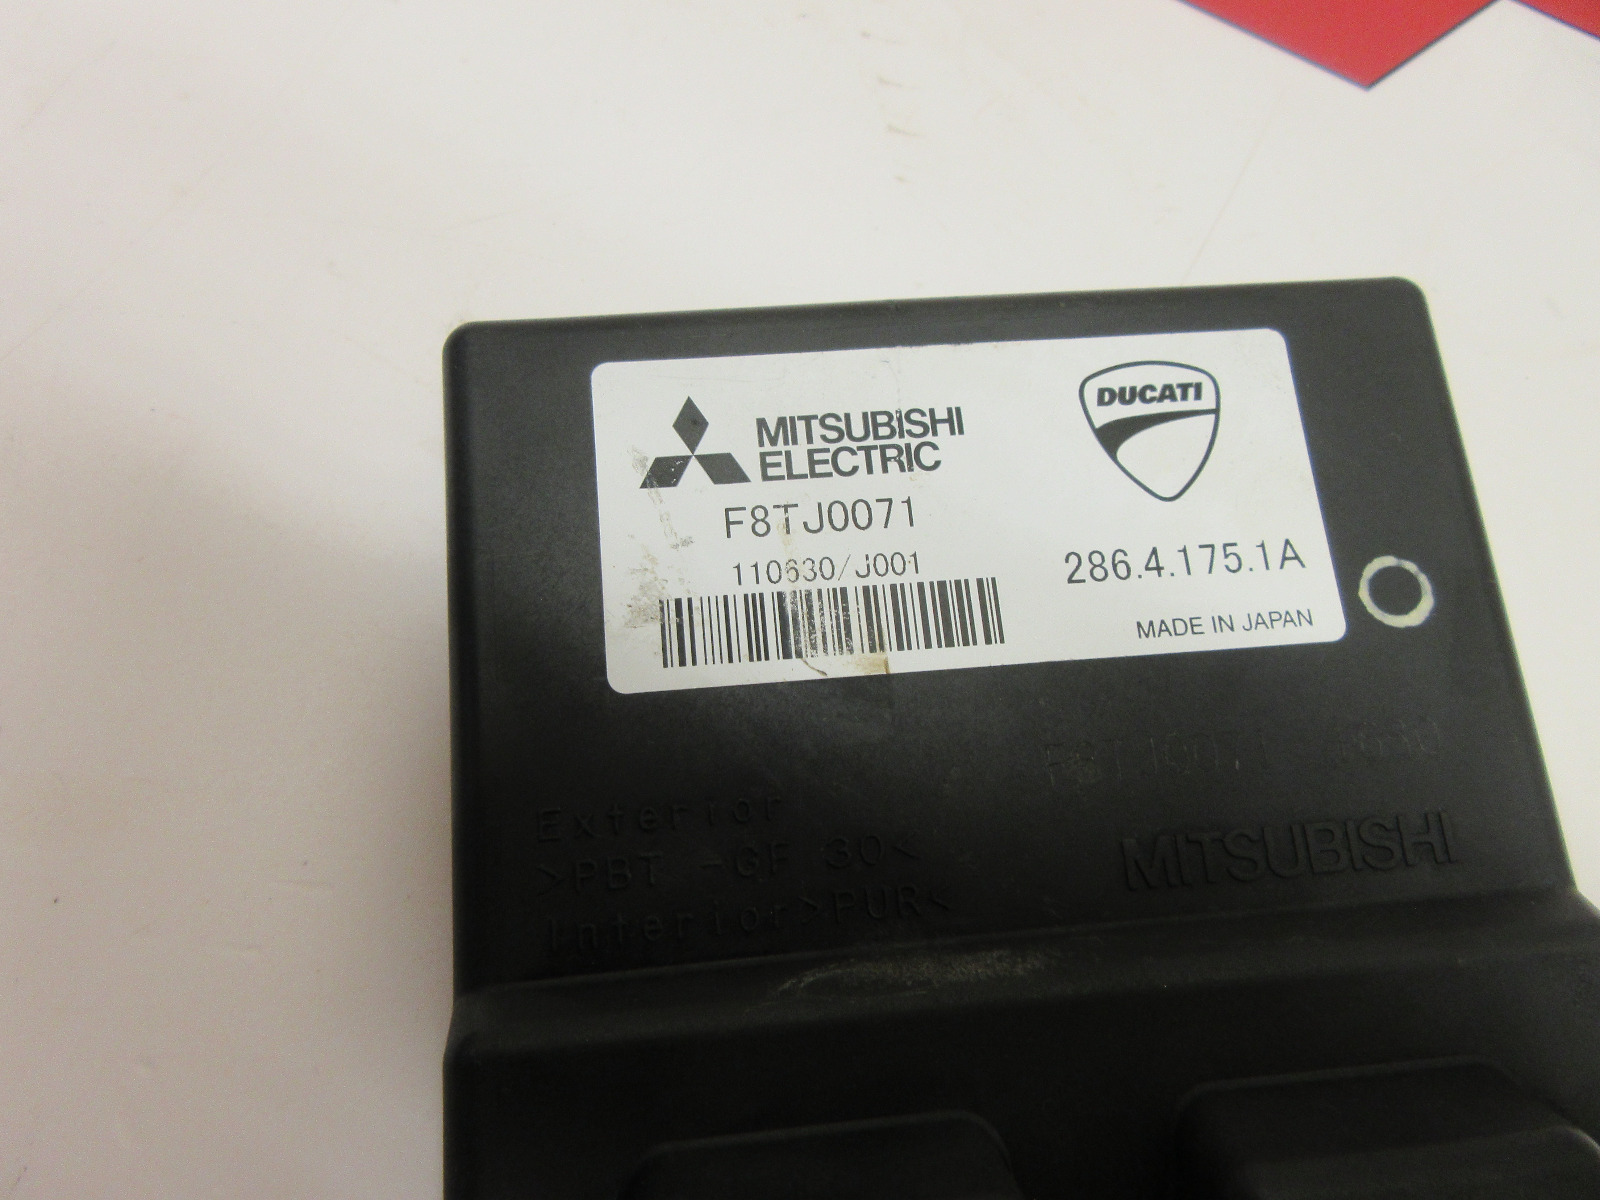 MITSUBISHI
ELECTRIC
DUCATI
F8TJ0071
110630/J001
286.4.175.1A
MADE IN JAPAN
F8TJ0071
Exterior
>PBT -GF 30<
Interior>PUR<
MITSUBISHI